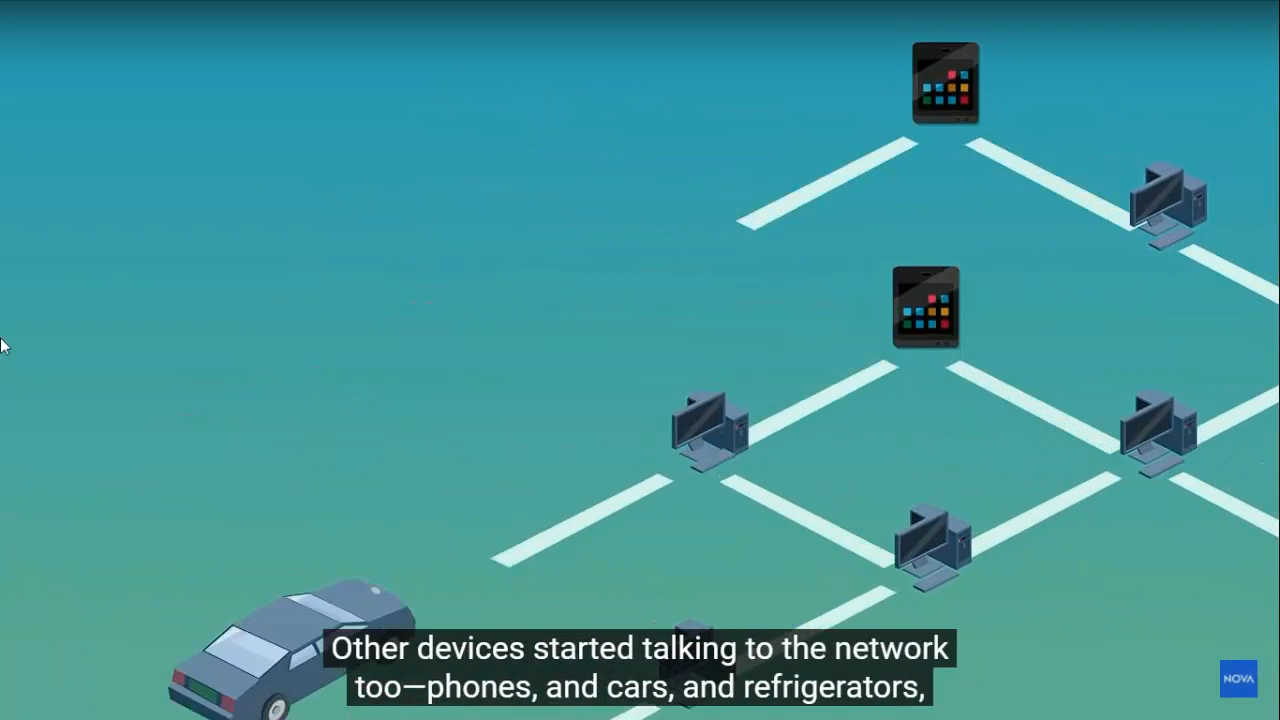 Other devices started talking to the network
too—phones, and cars, and refrigerators,
NOVA